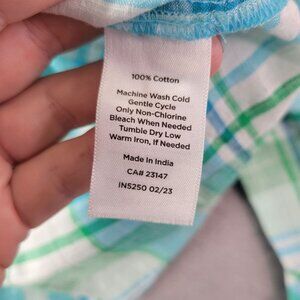 100% Cotton
Machine Wash Cold
Gentle Cycle
Only Non-Chlorine
Bleach When Needed
Tumble Dry Low
Warm Iron, If Needed
Made In India
CA# 23147
IN5250 02/23